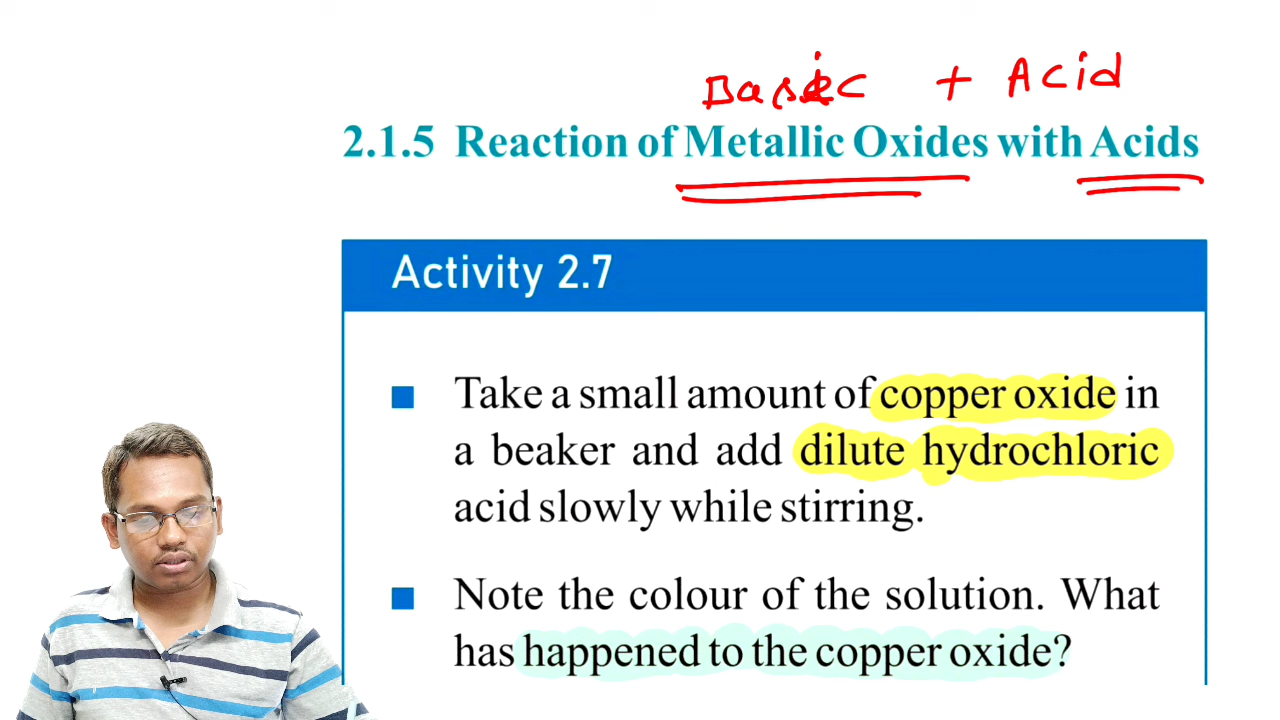 Basic + Acid
2.1.5 Reaction of Metallic Oxides with Acids
Activity 2.7
Take a small amount of copper oxide in
a beaker and add dilute hydrochloric
acid slowly while stirring.
Note the colour of the solution. What
has happened to the copper oxide?